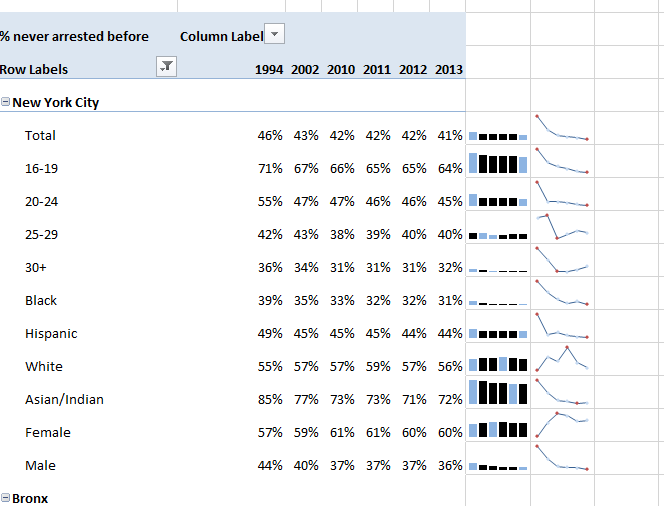 % never arrested before Column Label
Row Labels 1994 2002 2010 2011 2012 2013
New York City
Total 46% 43% 42% 42% 42% 41%
16-19 71% 67% 66% 65% 65% 64%
20-24 55% 47% 47% 46% 46% 45%
25-29 42% 43% 38% 39% 40% 40%
30+ 36% 34% 31% 31% 31% 32%
Black 39% 35% 33% 32% 32% 31%
Hispanic 49% 45% 45% 45% 44% 44%
White 55% 57% 57% 59% 57% 56%
Asian/Indian 85% 77% 73% 73% 71% 72%
Female 57% 59% 61% 61% 60% 60%
Male 44% 40% 37% 37% 37% 36%
Bronx